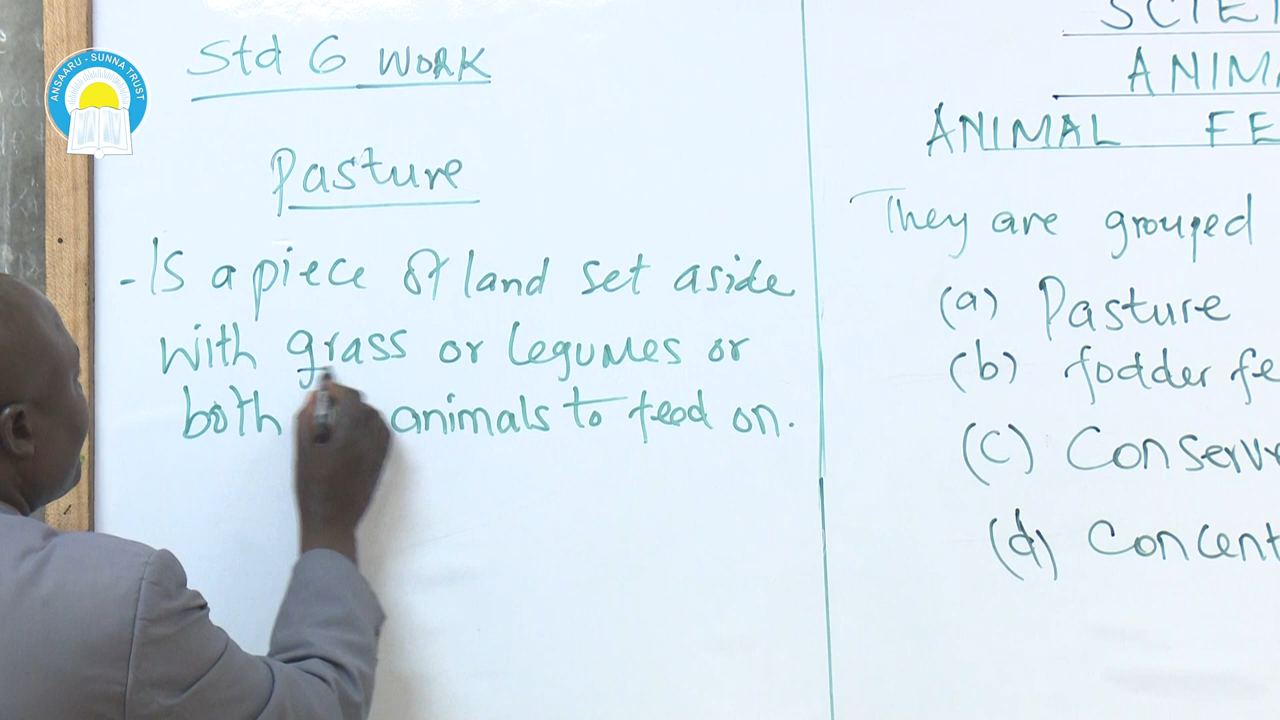 ANSAARU - SUNNA TRUST
Std 6 WORK
Pasture
- Is a piece of land set aside
with grass or legumes or
both animals to feed on.
SCIE
ANIMA
ANIMAL FE
They are grouped
(a) Pasture
(b) fodder fe
(c) Conserv
(d) Concent